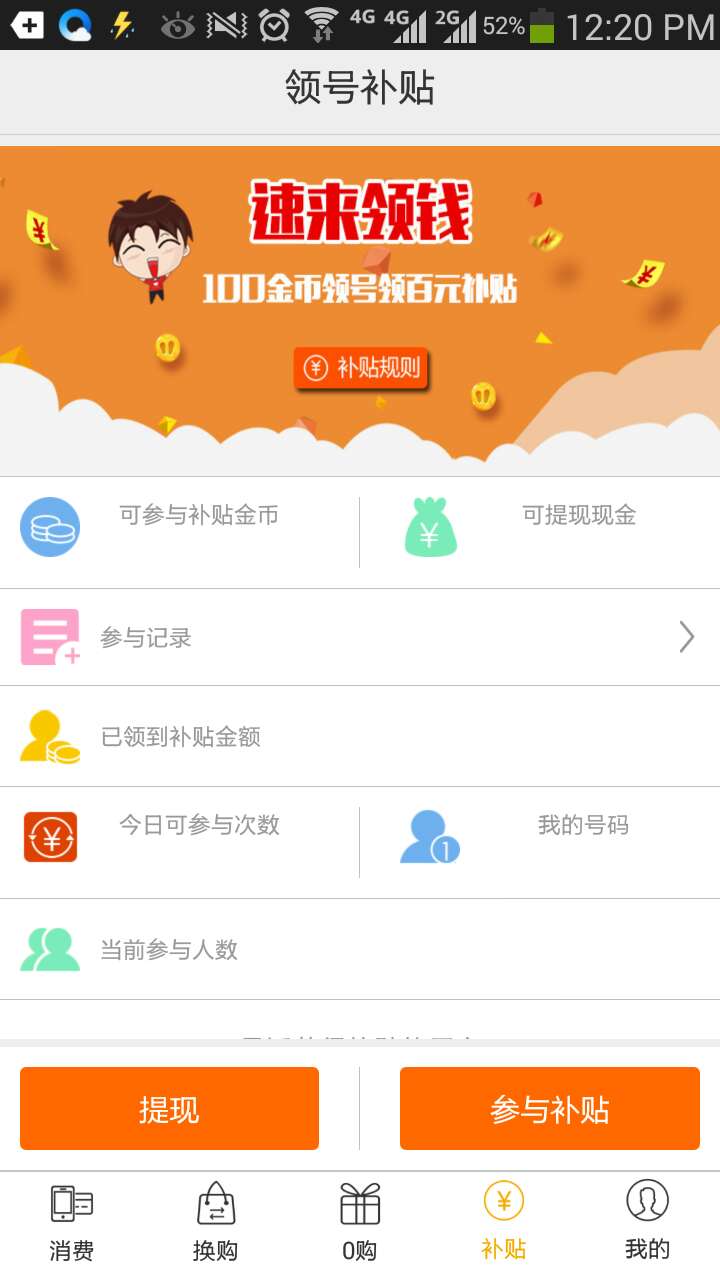 4G 4G 2G 52% 12:20 PM
领号补贴
速来领钱
100金币领号领百元补贴
¥ 补贴规则
可参与补贴金币
可提现现金
参与记录
已领到补贴金额
今日可参与次数
我的号码
当前参与人数
提现
参与补贴
消费
换购
0购
补贴
我的